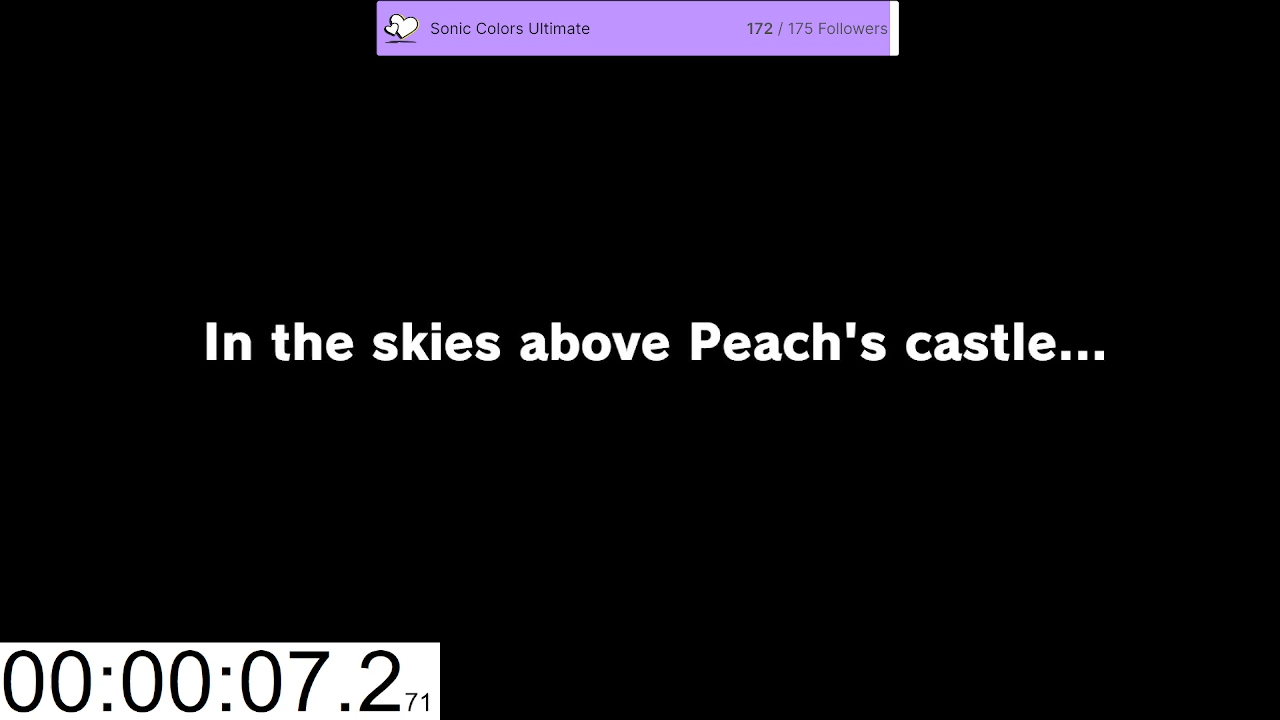 Sonic Colors Ultimate 172 / 175 Followers
In the skies above Peach's castle...
00:00:07.271